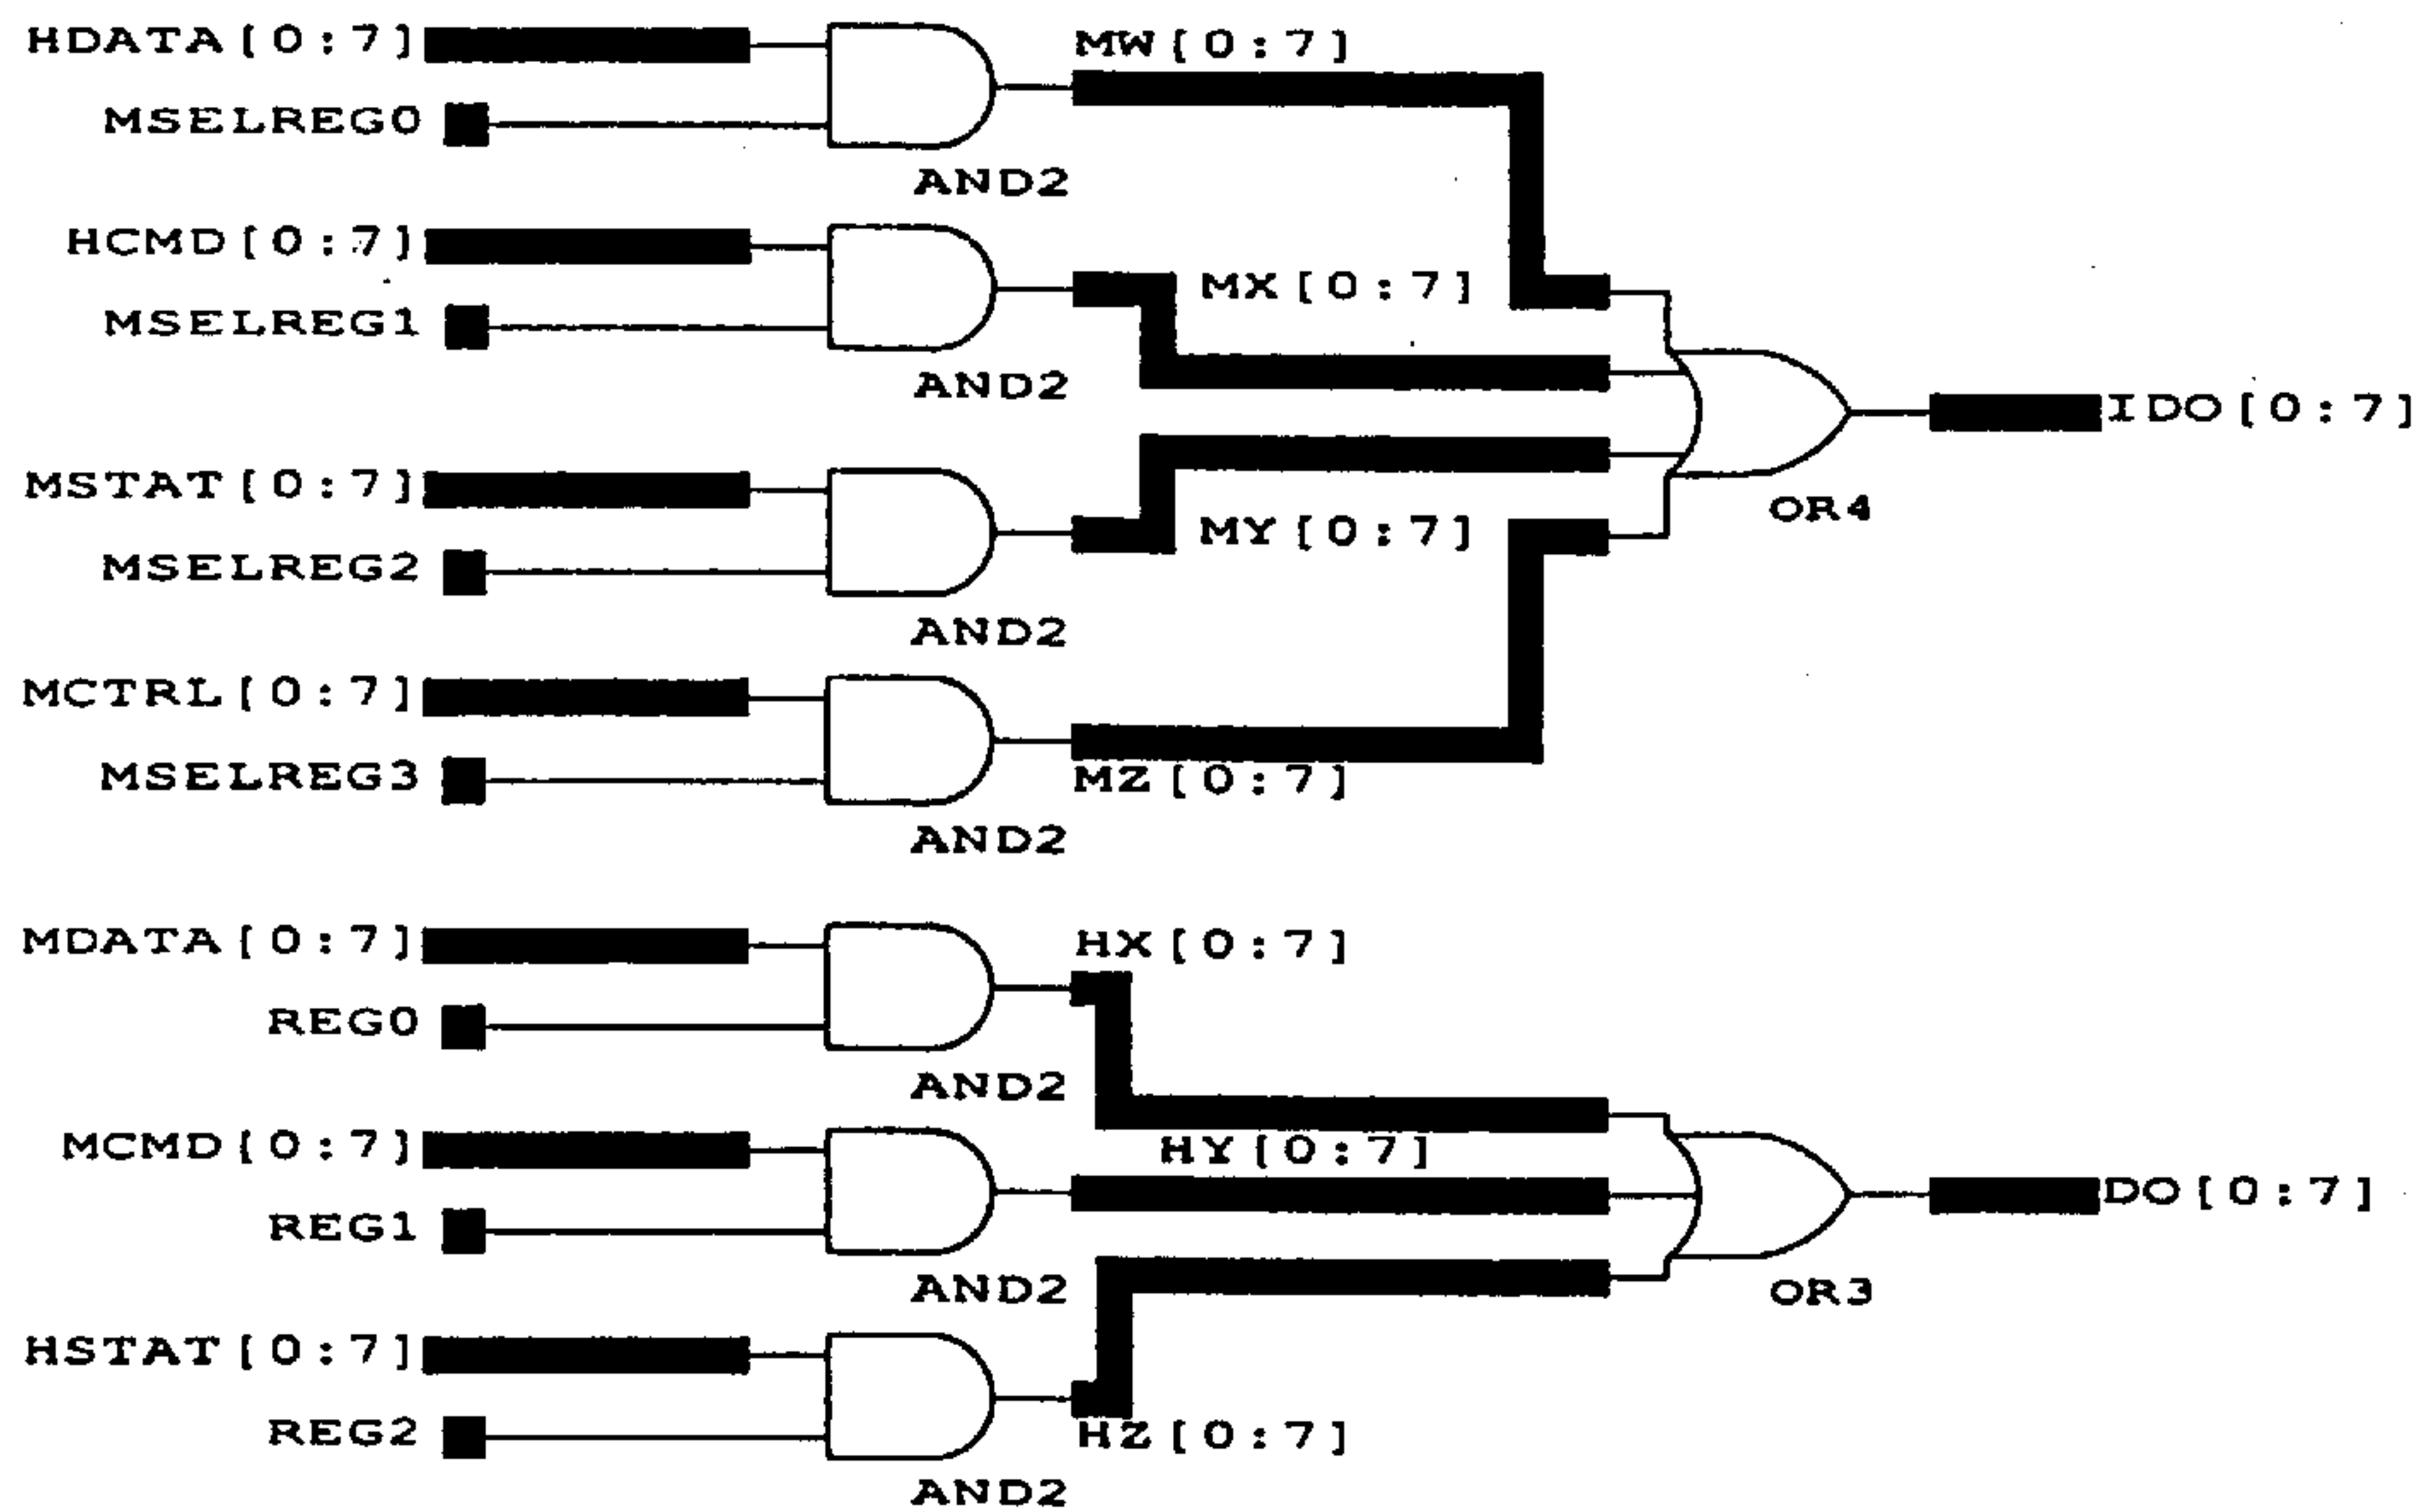 HDATA[0:7]
MW[0:7]
MSELREG0
AND2
HCMD[0:7]
MX[0:7]
MSELREG1
AND2
IDO[0:7]
MSTAT[0:7]
OR4
MY[0:7]
MSELREG2
AND2
MCTRL[0:7]
MSELREG3
MZ[0:7]
AND2
MDATA[0:7]
HX[0:7]
REG0
AND2
MCMD[0:7]
HY[0:7]
DO[0:7]
REG1
AND2
OR3
HSTAT[0:7]
REG2
HZ[0:7]
AND2